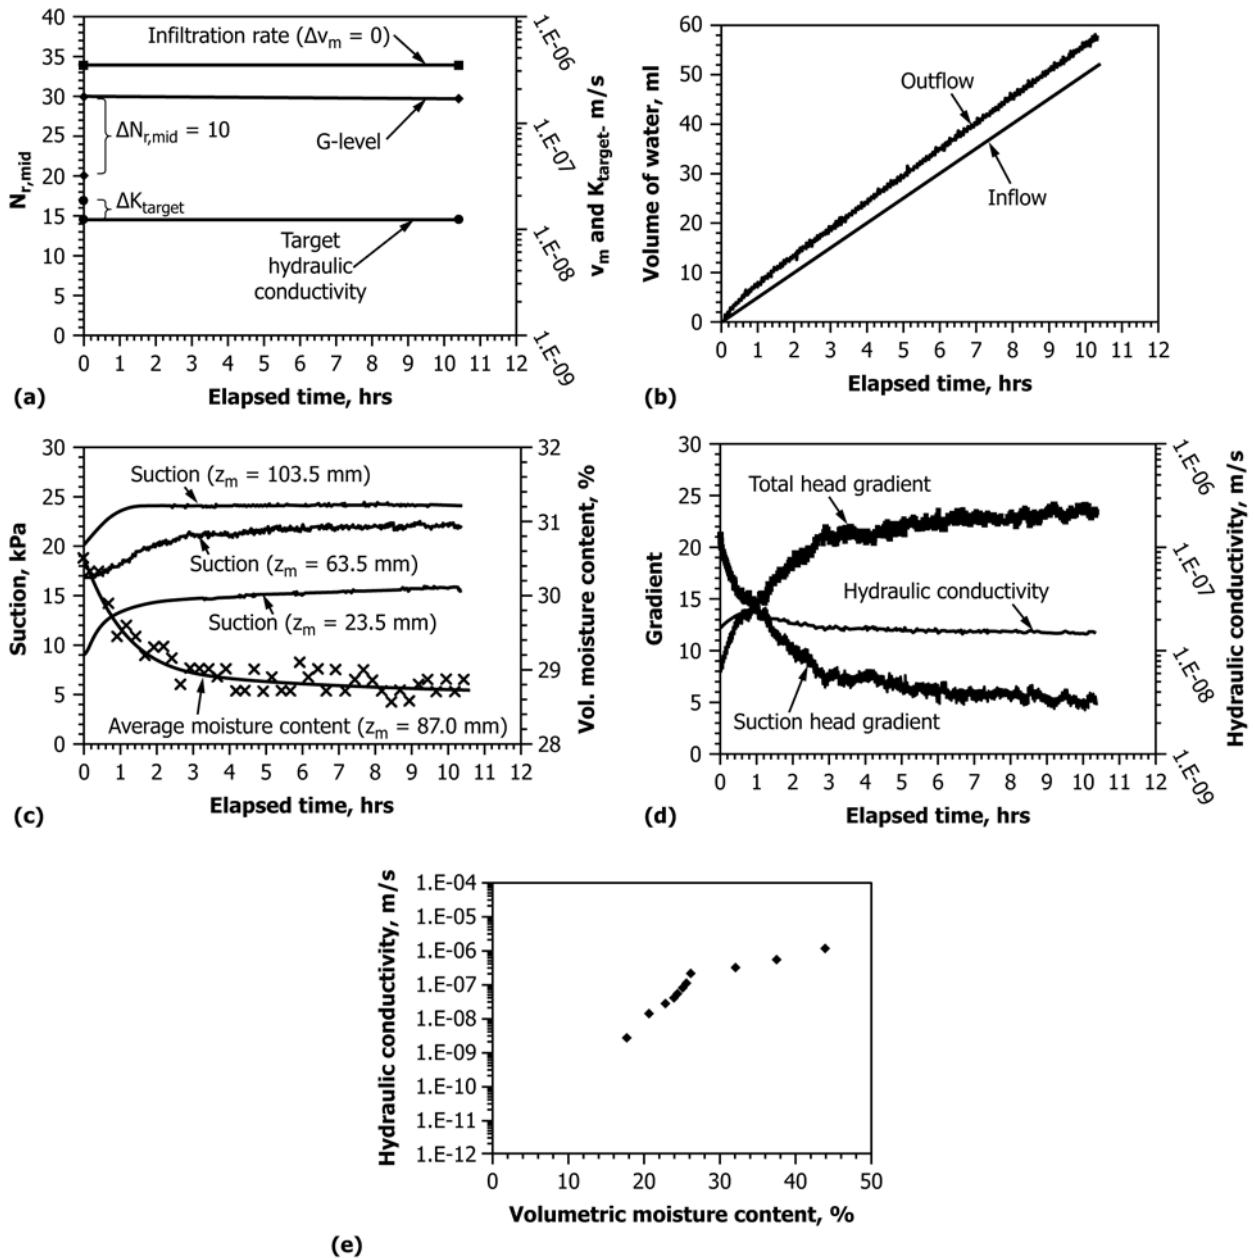 40
35
30
25
20
15
10
5
0
N_r,mid
Infiltration rate (Δv_m = 0)
ΔN_r,mid = 10
G-level
ΔK_target
Target
hydraulic
conductivity
1.E-06
1.E-07
1.E-08
1.E-09
v_m and K_target- m/s
0 1 2 3 4 5 6 7 8 9 10 11 12
Elapsed time, hrs
(a)
60
50
40
30
20
10
0
Volume of water, ml
Outflow
Inflow
0 1 2 3 4 5 6 7 8 9 10 11 12
Elapsed time, hrs
(b)
30
25
20
15
10
5
0
Suction, kPa
Suction (z_m = 103.5 mm)
Suction (z_m = 63.5 mm)
Suction (z_m = 23.5 mm)
Average moisture content (z_m = 87.0 mm)
32
31
30
29
28
Vol. moisture content, %
0 1 2 3 4 5 6 7 8 9 10 11 12
Elapsed time, hrs
(c)
30
25
20
15
10
5
0
Gradient
Total head gradient
Hydraulic conductivity
Suction head gradient
1.E-06
1.E-07
1.E-08
1.E-09
Hydraulic conductivity, m/s
0 1 2 3 4 5 6 7 8 9 10 11 12
Elapsed time, hrs
(d)
1.E-04
1.E-05
1.E-06
1.E-07
1.E-08
1.E-09
1.E-10
1.E-11
1.E-12
Hydraulic conductivity, m/s
0 10 20 30 40 50
Volumetric moisture content, %
(e)